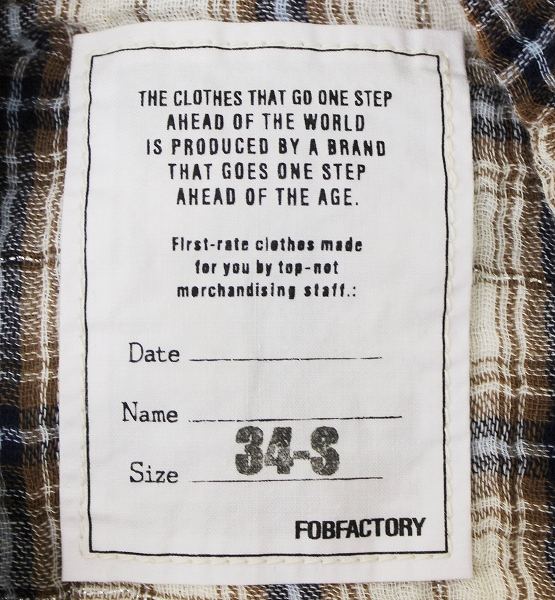 THE CLOTHES THAT GO ONE STEP
AHEAD OF THE WORLD
IS PRODUCED BY A BRAND
THAT GOES ONE STEP
AHEAD OF THE AGE.
First-rate clothes made
for you by top-not
merchandising staff.:
Date
Name
Size 34-S
FOBFACTORY